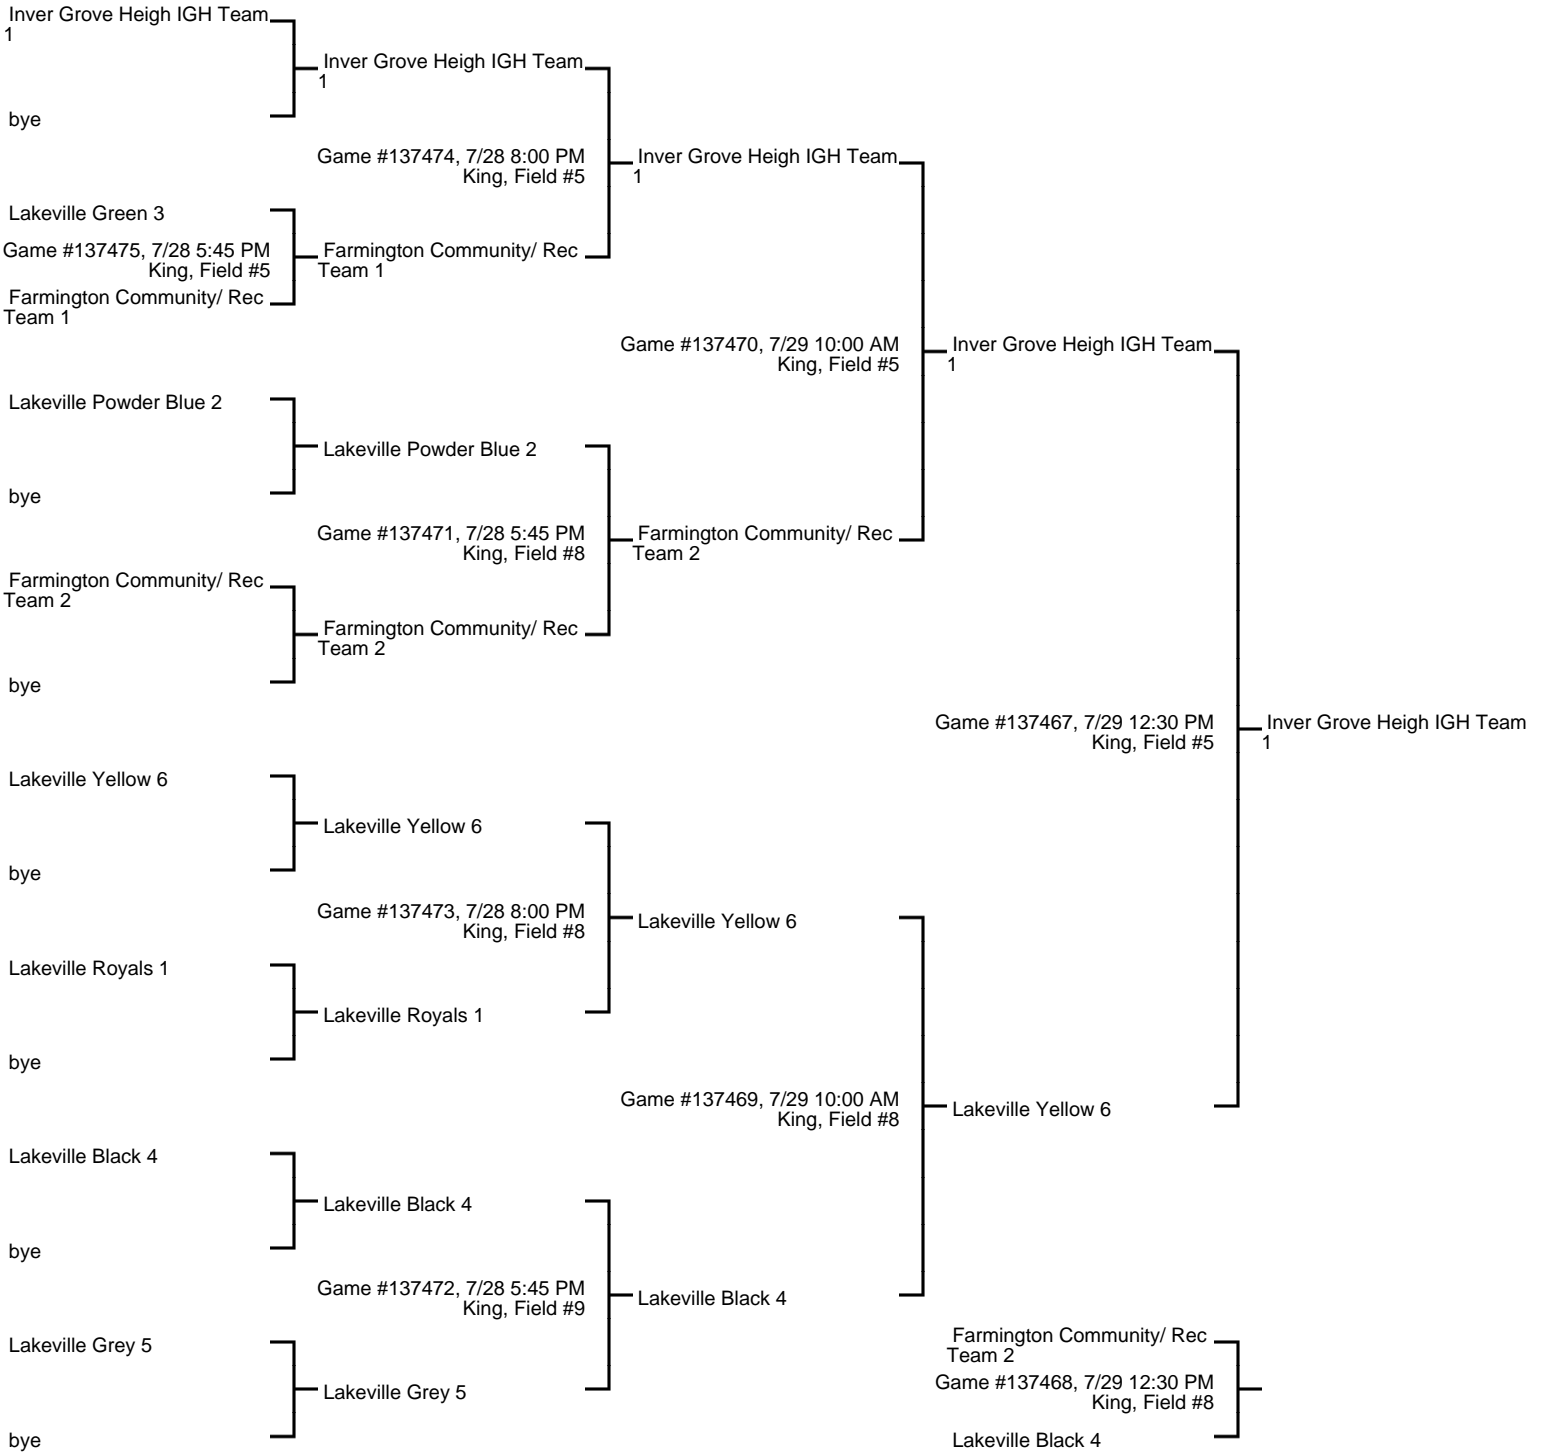 Inver Grove Heigh IGH Team
1
Inver Grove Heigh IGH Team
1
bye
Game #137474, 7/28 8:00 PM
King, Field #5
Inver Grove Heigh IGH Team
1
Lakeville Green 3
Game #137475, 7/28 5:45 PM
King, Field #5
Farmington Community/ Rec
Team 1
Farmington Community/ Rec
Team 1
Game #137470, 7/29 10:00 AM
King, Field #5
Inver Grove Heigh IGH Team
1
Lakeville Powder Blue 2
Lakeville Powder Blue 2
bye
Game #137471, 7/28 5:45 PM
King, Field #8
Farmington Community/ Rec
Team 2
Farmington Community/ Rec
Team 2
Farmington Community/ Rec
Team 2
bye
Game #137467, 7/29 12:30 PM
King, Field #5
Inver Grove Heigh IGH Team
1
Lakeville Yellow 6
Lakeville Yellow 6
bye
Game #137473, 7/28 8:00 PM
King, Field #8
Lakeville Yellow 6
Lakeville Royals 1
Lakeville Royals 1
bye
Game #137469, 7/29 10:00 AM
King, Field #8
Lakeville Yellow 6
Lakeville Black 4
Lakeville Black 4
bye
Game #137472, 7/28 5:45 PM
King, Field #9
Lakeville Black 4
Lakeville Grey 5
Lakeville Grey 5
bye
Farmington Community/ Rec
Team 2
Game #137468, 7/29 12:30 PM
King, Field #8
Lakeville Black 4